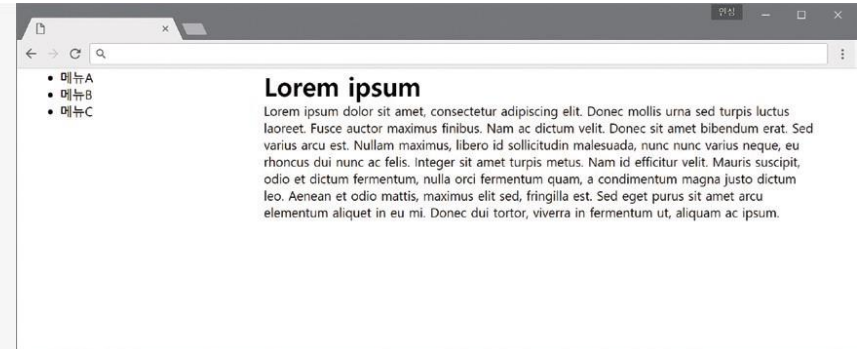 연상
메뉴A
메뉴B
메뉴C
Lorem ipsum
Lorem ipsum dolor sit amet, consectetur adipiscing elit. Donec mollis urna sed turpis luctus
laoreet. Fusce auctor maximus finibus. Nam ac dictum velit. Donec sit amet bibendum erat. Sed
varius arcu est. Nullam maximus, libero id sollicitudin malesuada, nunc nunc varius neque, eu
rhoncus dui nunc ac felis. Integer sit amet turpis metus. Nam id efficitur velit. Mauris suscipit,
odio et dictum fermentum, nulla orci fermentum quam, a condimentum magna justo dictum
leo. Aenean et odio mattis, maximus elit sed, fringilla est. Sed eget purus sit amet arcu
elementum aliquet in eu mi. Donec dui tortor, viverra in fermentum ut, aliquam ac ipsum.